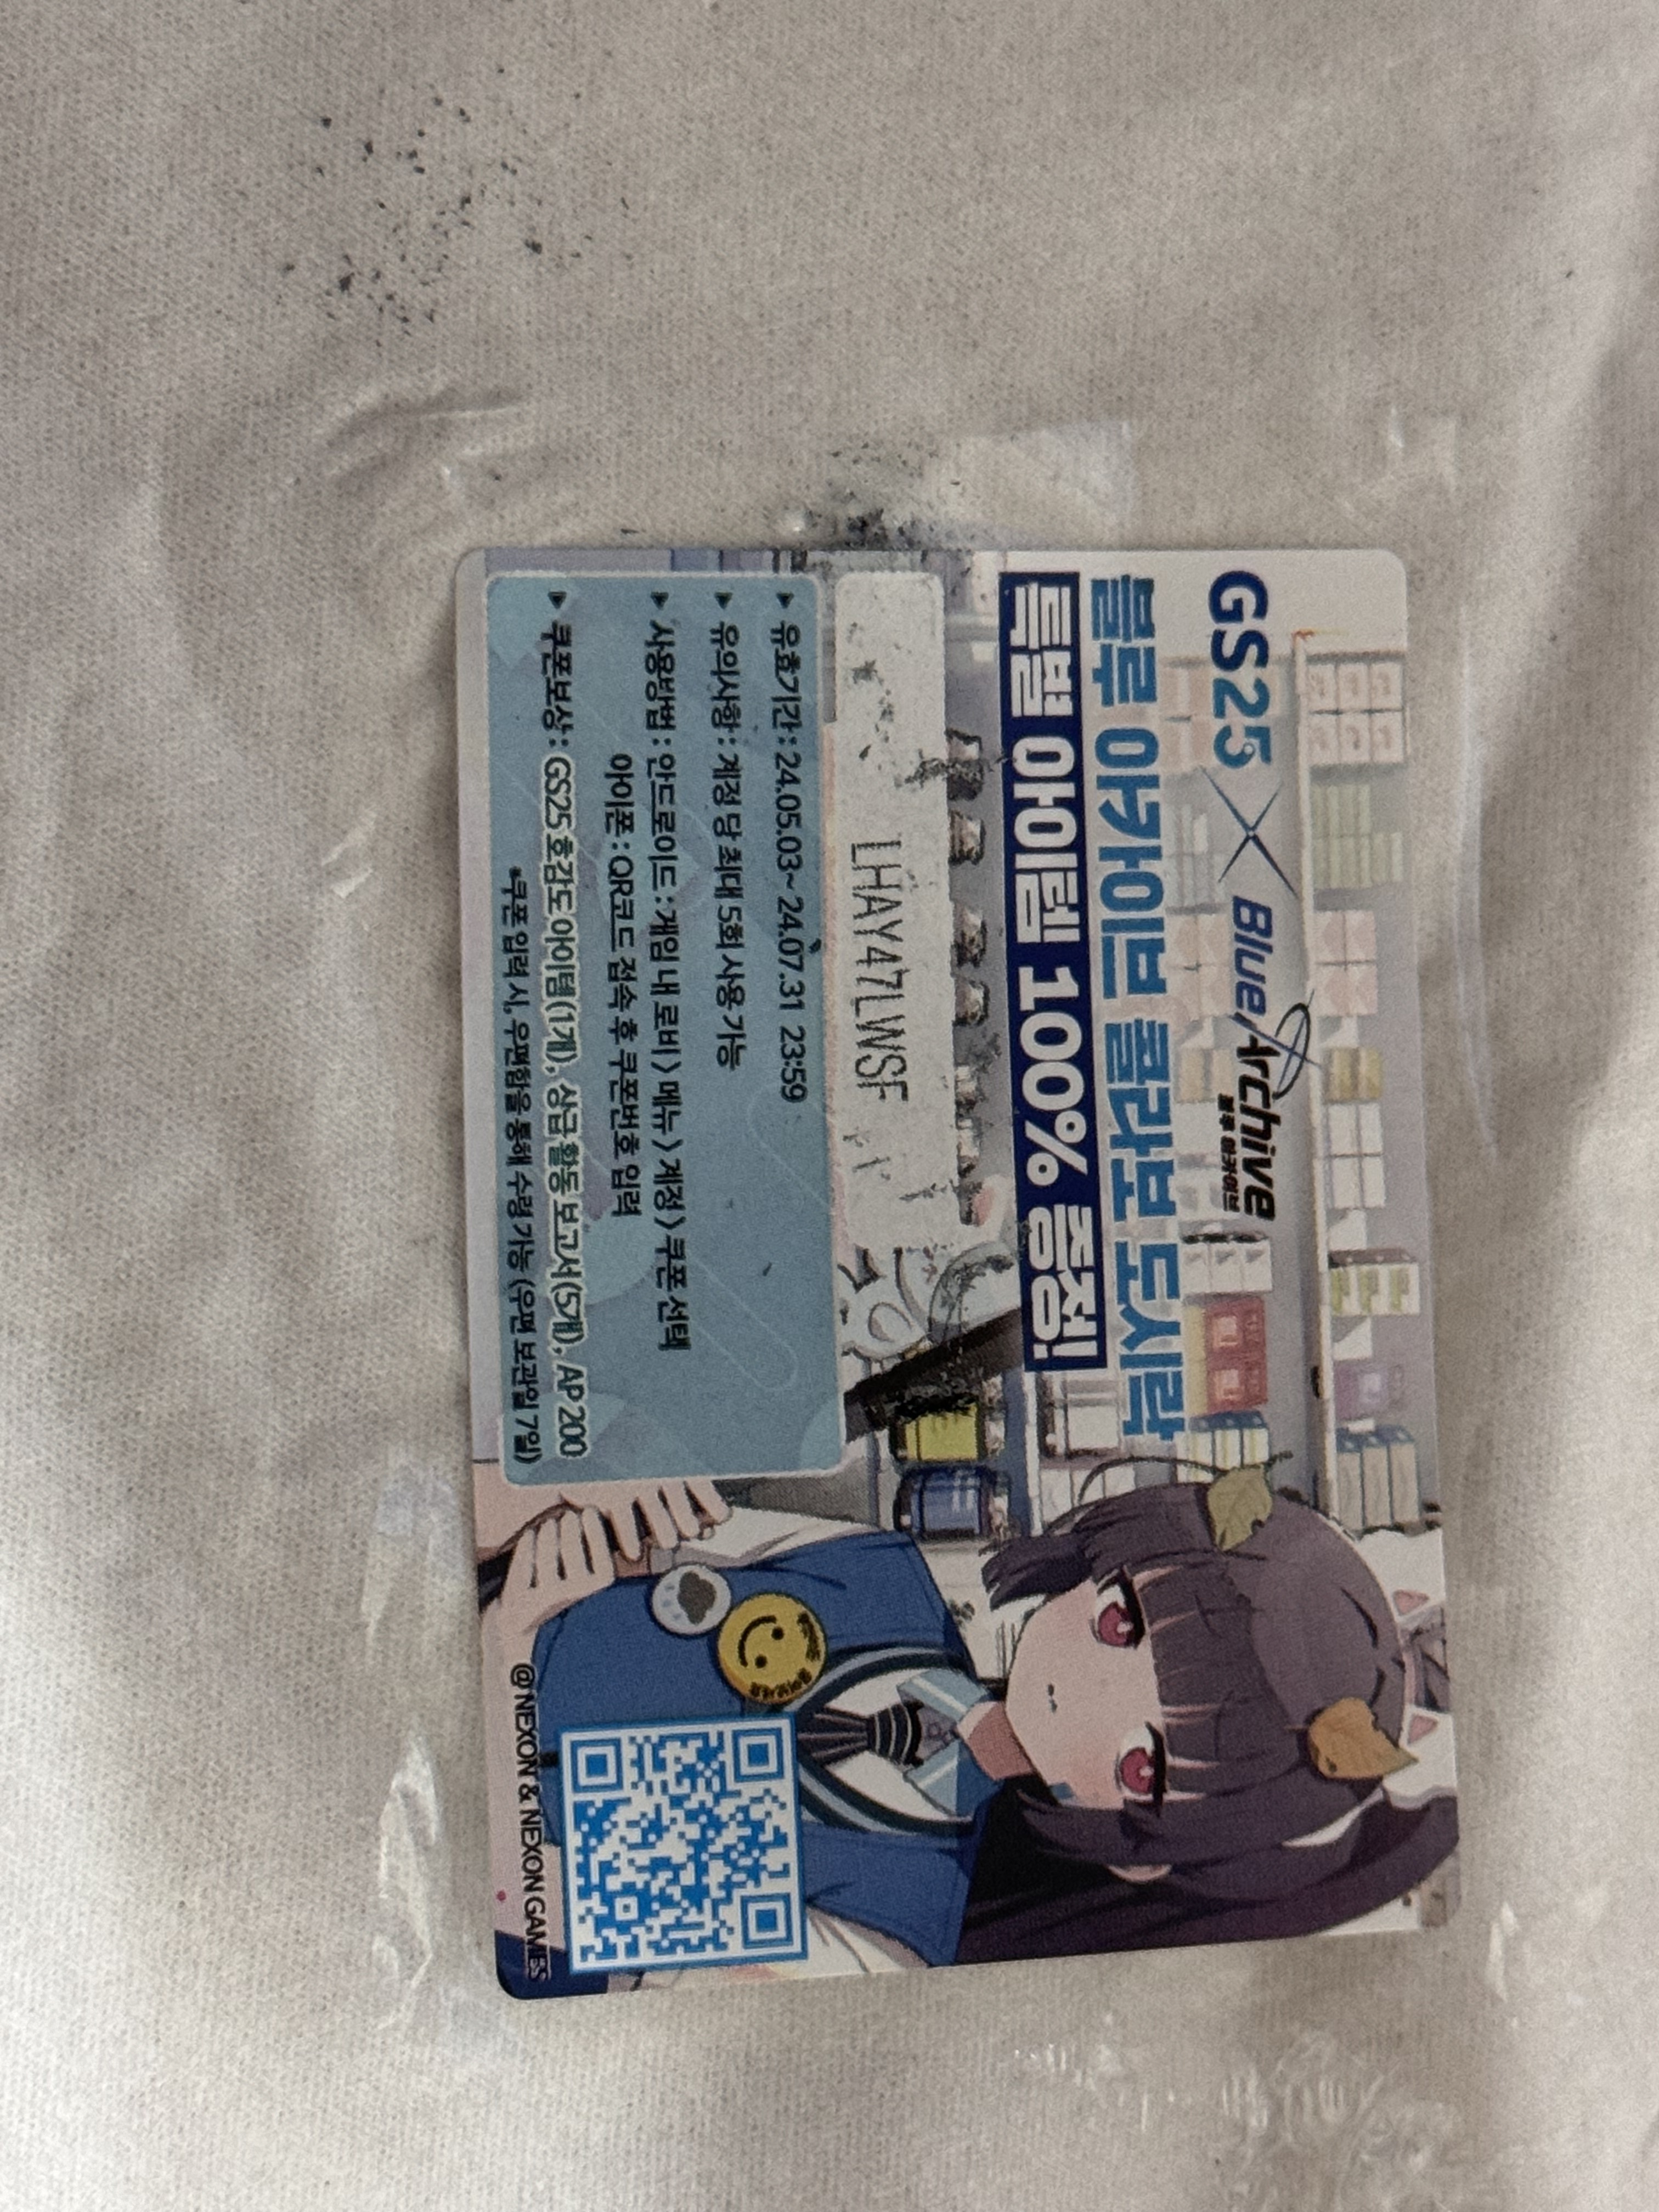 GS25 × Blue Archive
블루 아카이브
블루 아카이브 콜라보 도시락
특별 아이템 100% 증정!
LHAY47LWSF
▶ 유효기간 : 24.05.03~ 24.07.31 23:59
▶ 유의사항 : 계정 당 최대 5회 사용 가능
▶ 사용방법 : 안드로이드 : 게임 내 로비 > 메뉴 > 계정 > 쿠폰 선택
아이폰 : QR코드 접속 후 쿠폰번호 입력
▶ 쿠폰보상 : GS25 호감도 아이템(1개), 상급 활동 보고서(5개), AP 200
*쿠폰 입력 시, 우편함을 통해 수령 가능 (우편 보관일 7일)
@NEXON & NEXON GAMES